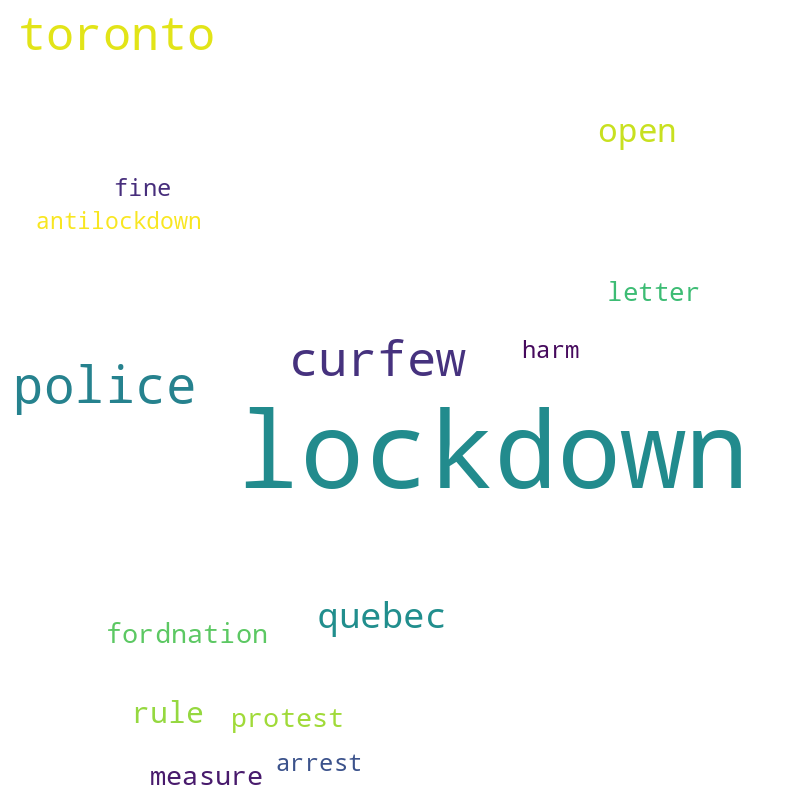 toronto
open
fine
antilockdown
letter
harm
curfew
police
lockdown
quebec
fordnation
rule
protest
arrest
measure